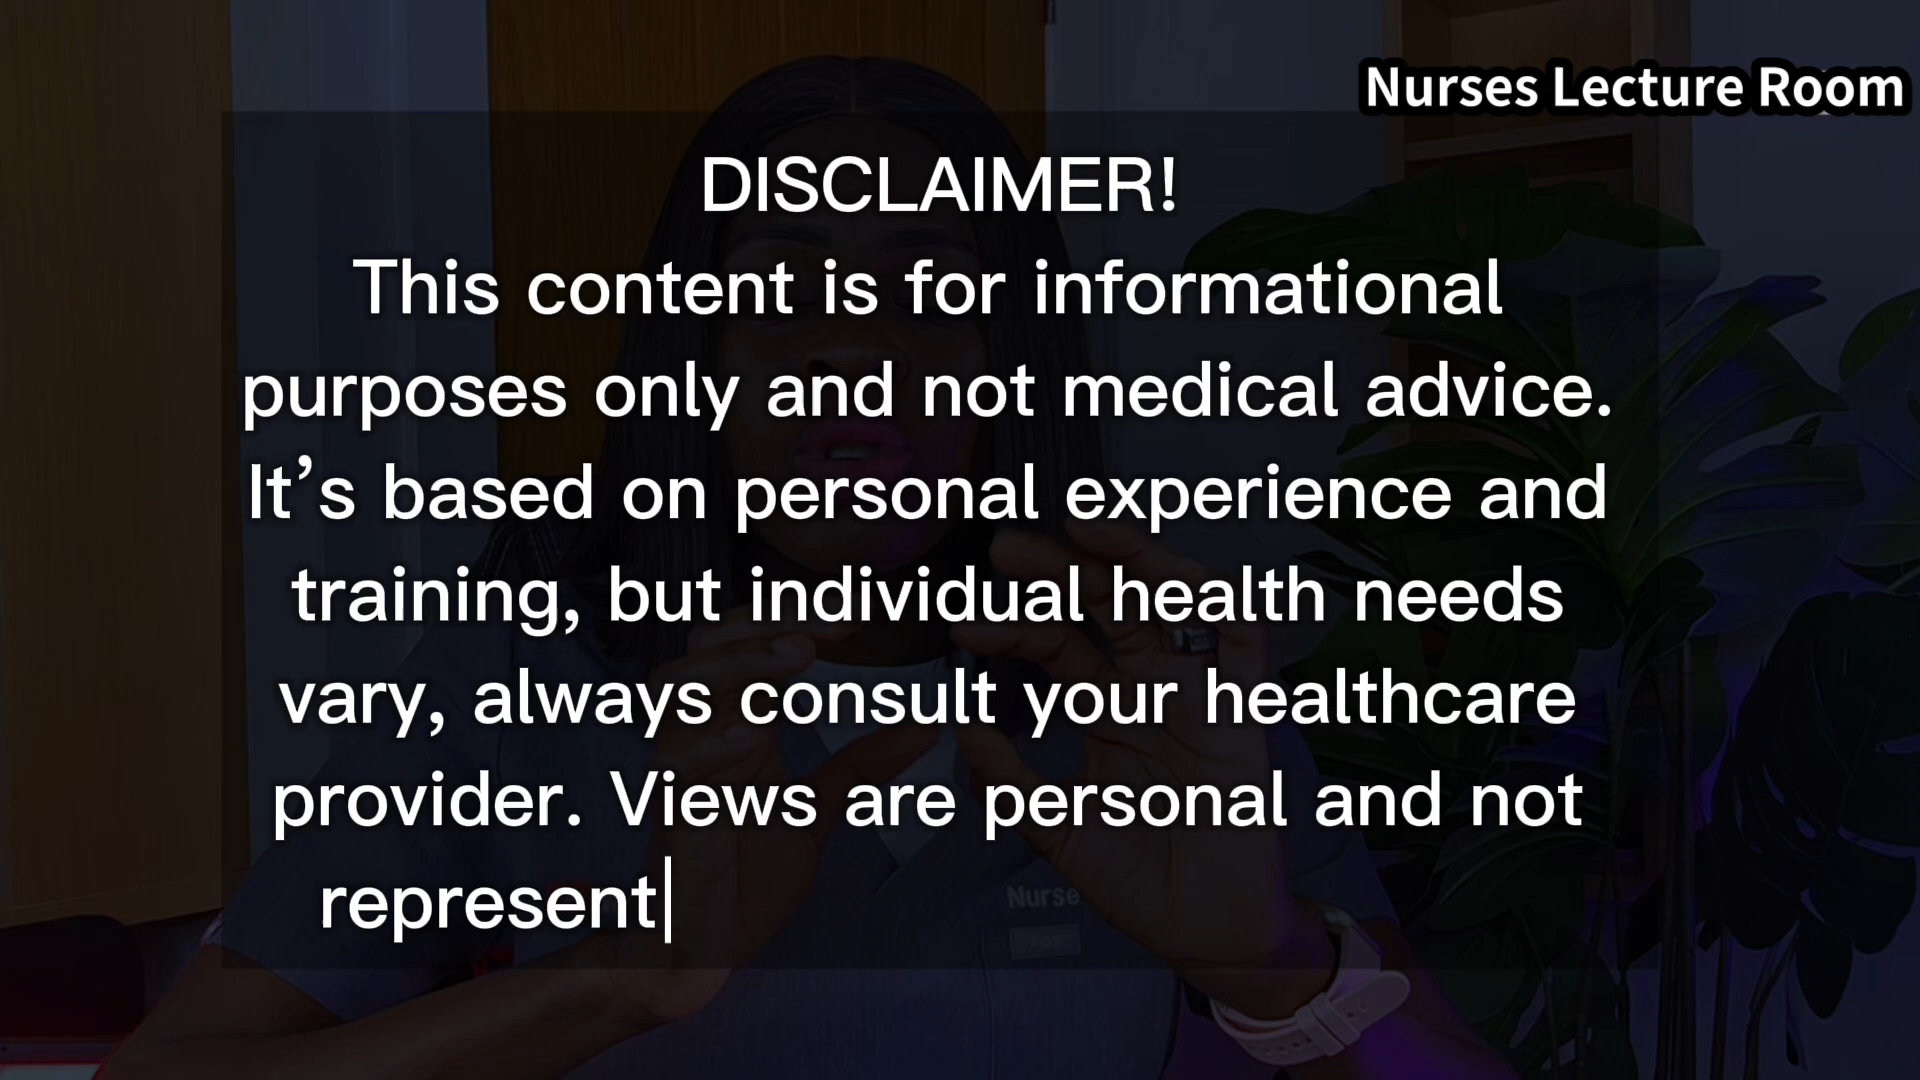 Nurses Lecture Room
DISCLAIMER!
This content is for informational
purposes only and not medical advice.
It’s based on personal experience and
training, but individual health needs
vary, always consult your healthcare
provider. Views are personal and not
represent
Nurse